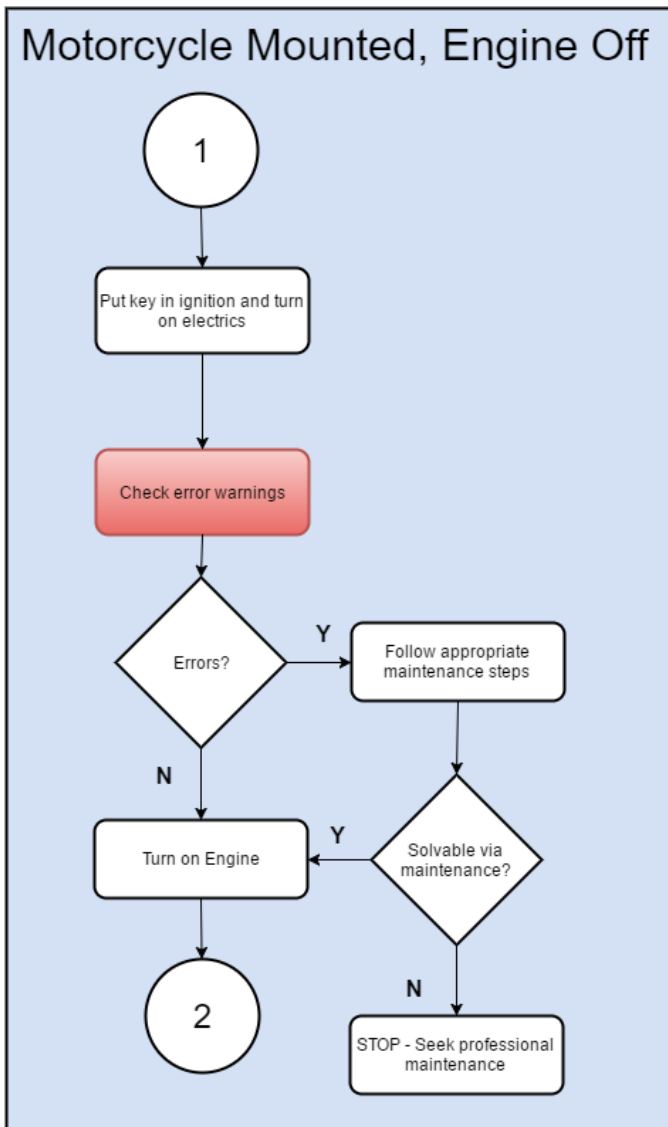 Motorcycle Mounted, Engine Off
1
Put key in ignition and turn
on electrics
Check error warnings
Errors?
Y
Follow appropriate
maintenance steps
N
Turn on Engine
Y
Solvable via
maintenance?
2
N
STOP - Seek professional
maintenance